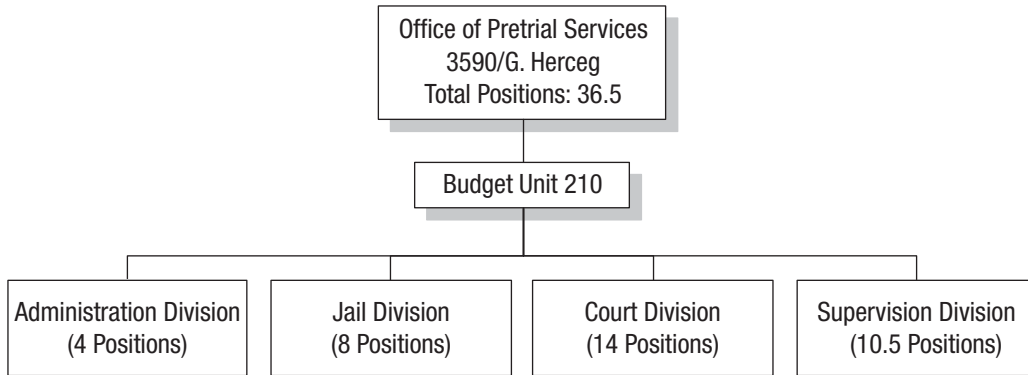 Office of Pretrial Services
3590/G. Herceg
Total Positions: 36.5
Budget Unit 210
Administration Division
(4 Positions)
Jail Division
(8 Positions)
Court Division
(14 Positions)
Supervision Division
(10.5 Positions)